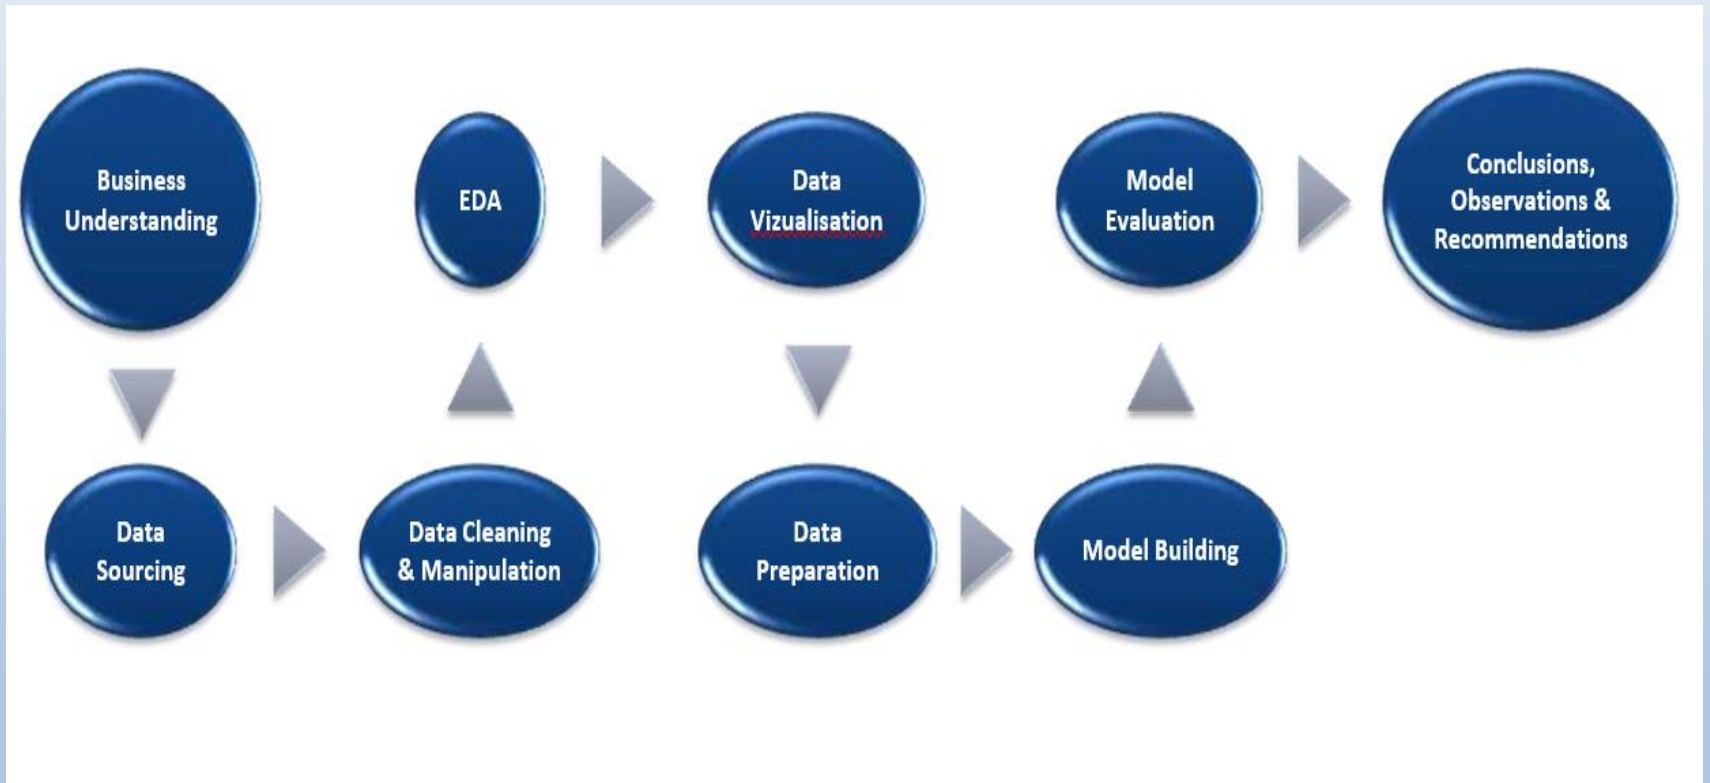 Business
Understanding
Data
Sourcing
Data Cleaning
& Manipulation
EDA
Data
Vizualisation
Data
Preparation
Model Building
Model
Evaluation
Conclusions,
Observations &
Recommendations